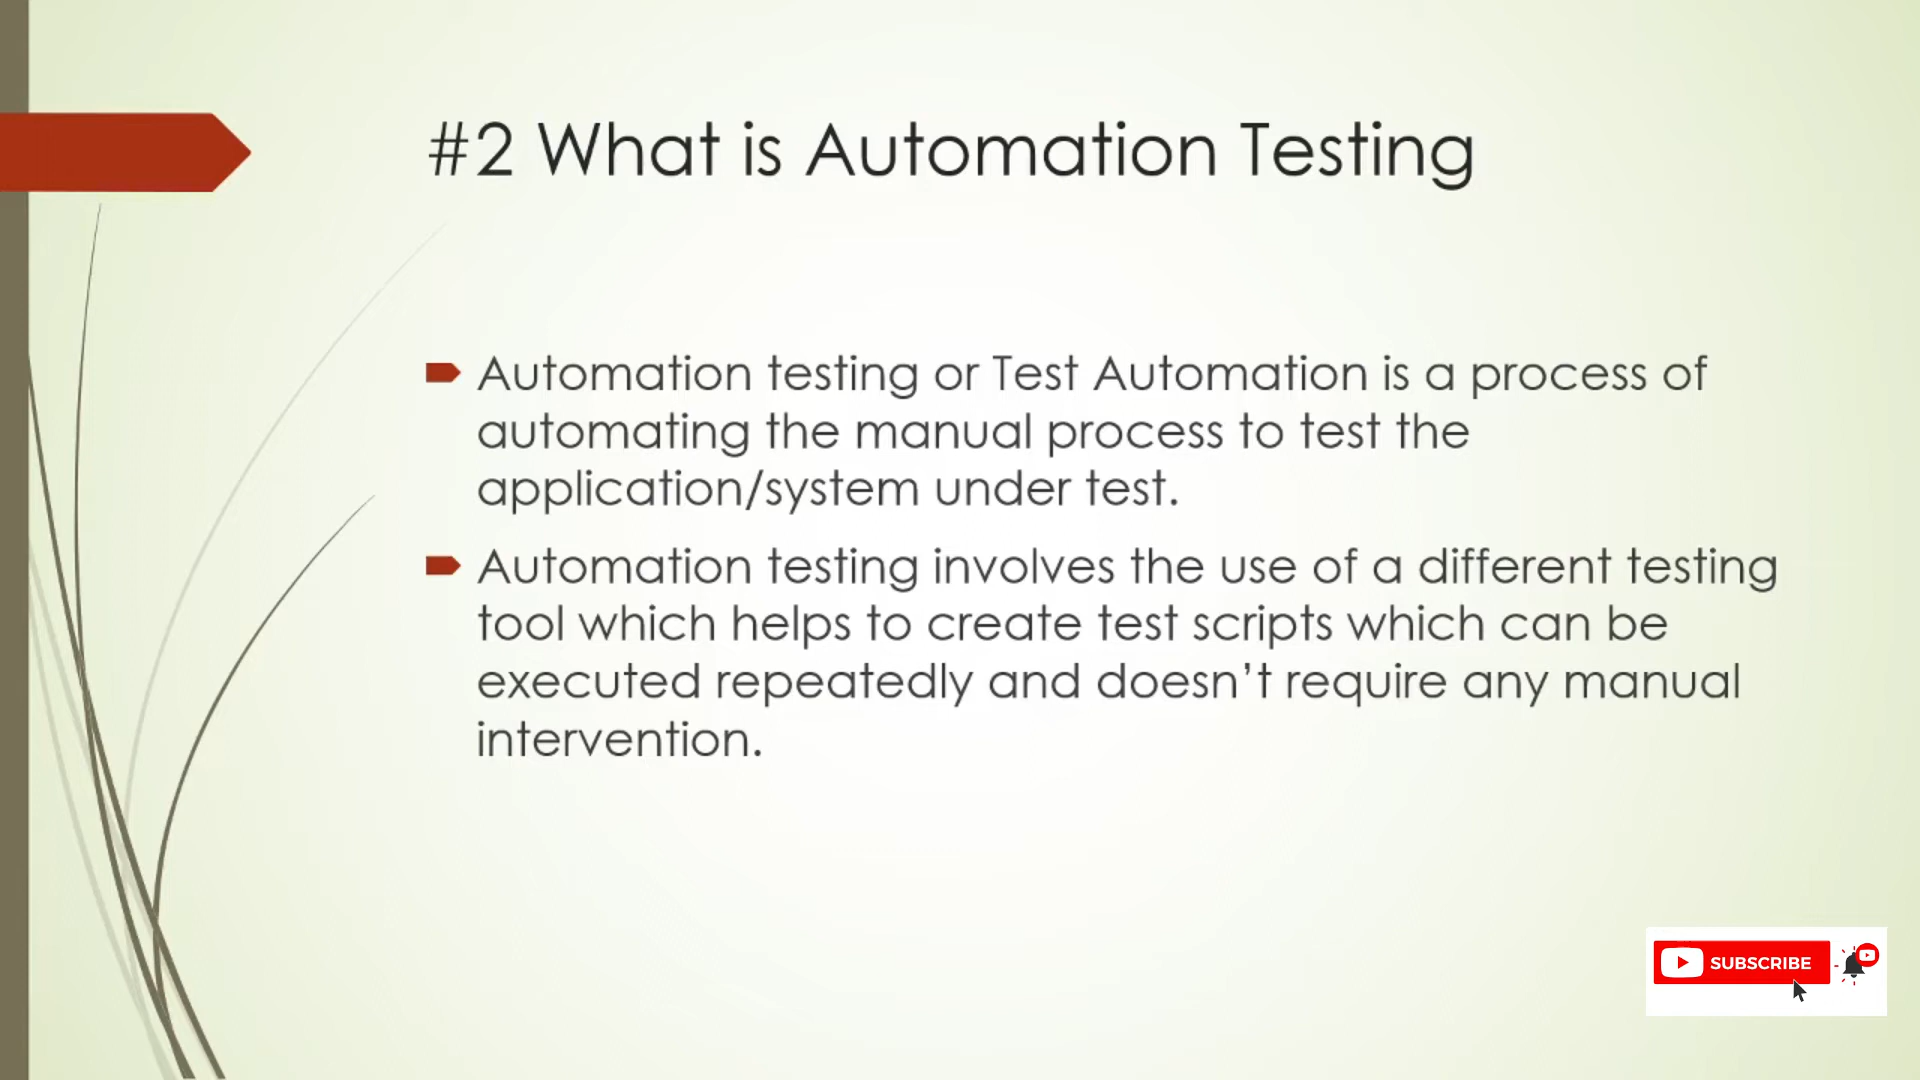 #2 What is Automation Testing
Automation testing or Test Automation is a process of
automating the manual process to test the
application/system under test.
Automation testing involves the use of a different testing
tool which helps to create test scripts which can be
executed repeatedly and doesn’t require any manual
intervention.
SUBSCRIBE